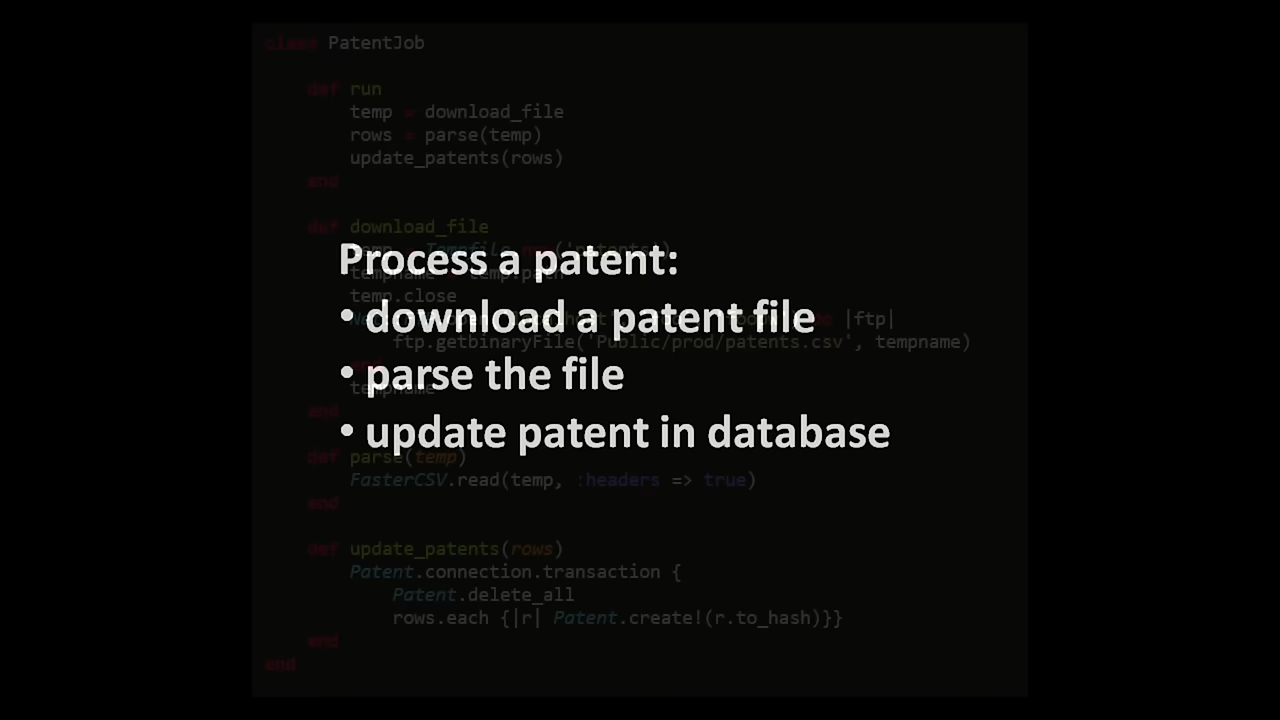 class PatentJob
def run
temp = download_file
rows = parse(temp)
update_patents(rows)
end
def download_file
Process a patent:
temp.close
• download a patent file
|ftp|
ftp.getbinaryFile('Public/prod/patents.csv', tempname)
• parse the file
tempname
end
• update patent in database
def parse(temp)
FasterCSV.read(temp, :headers => true)
end
def update_patents(rows)
Patent.connection.transaction {
Patent.delete_all
rows.each {|r| Patent.create!(r.to_hash)}}
end
end